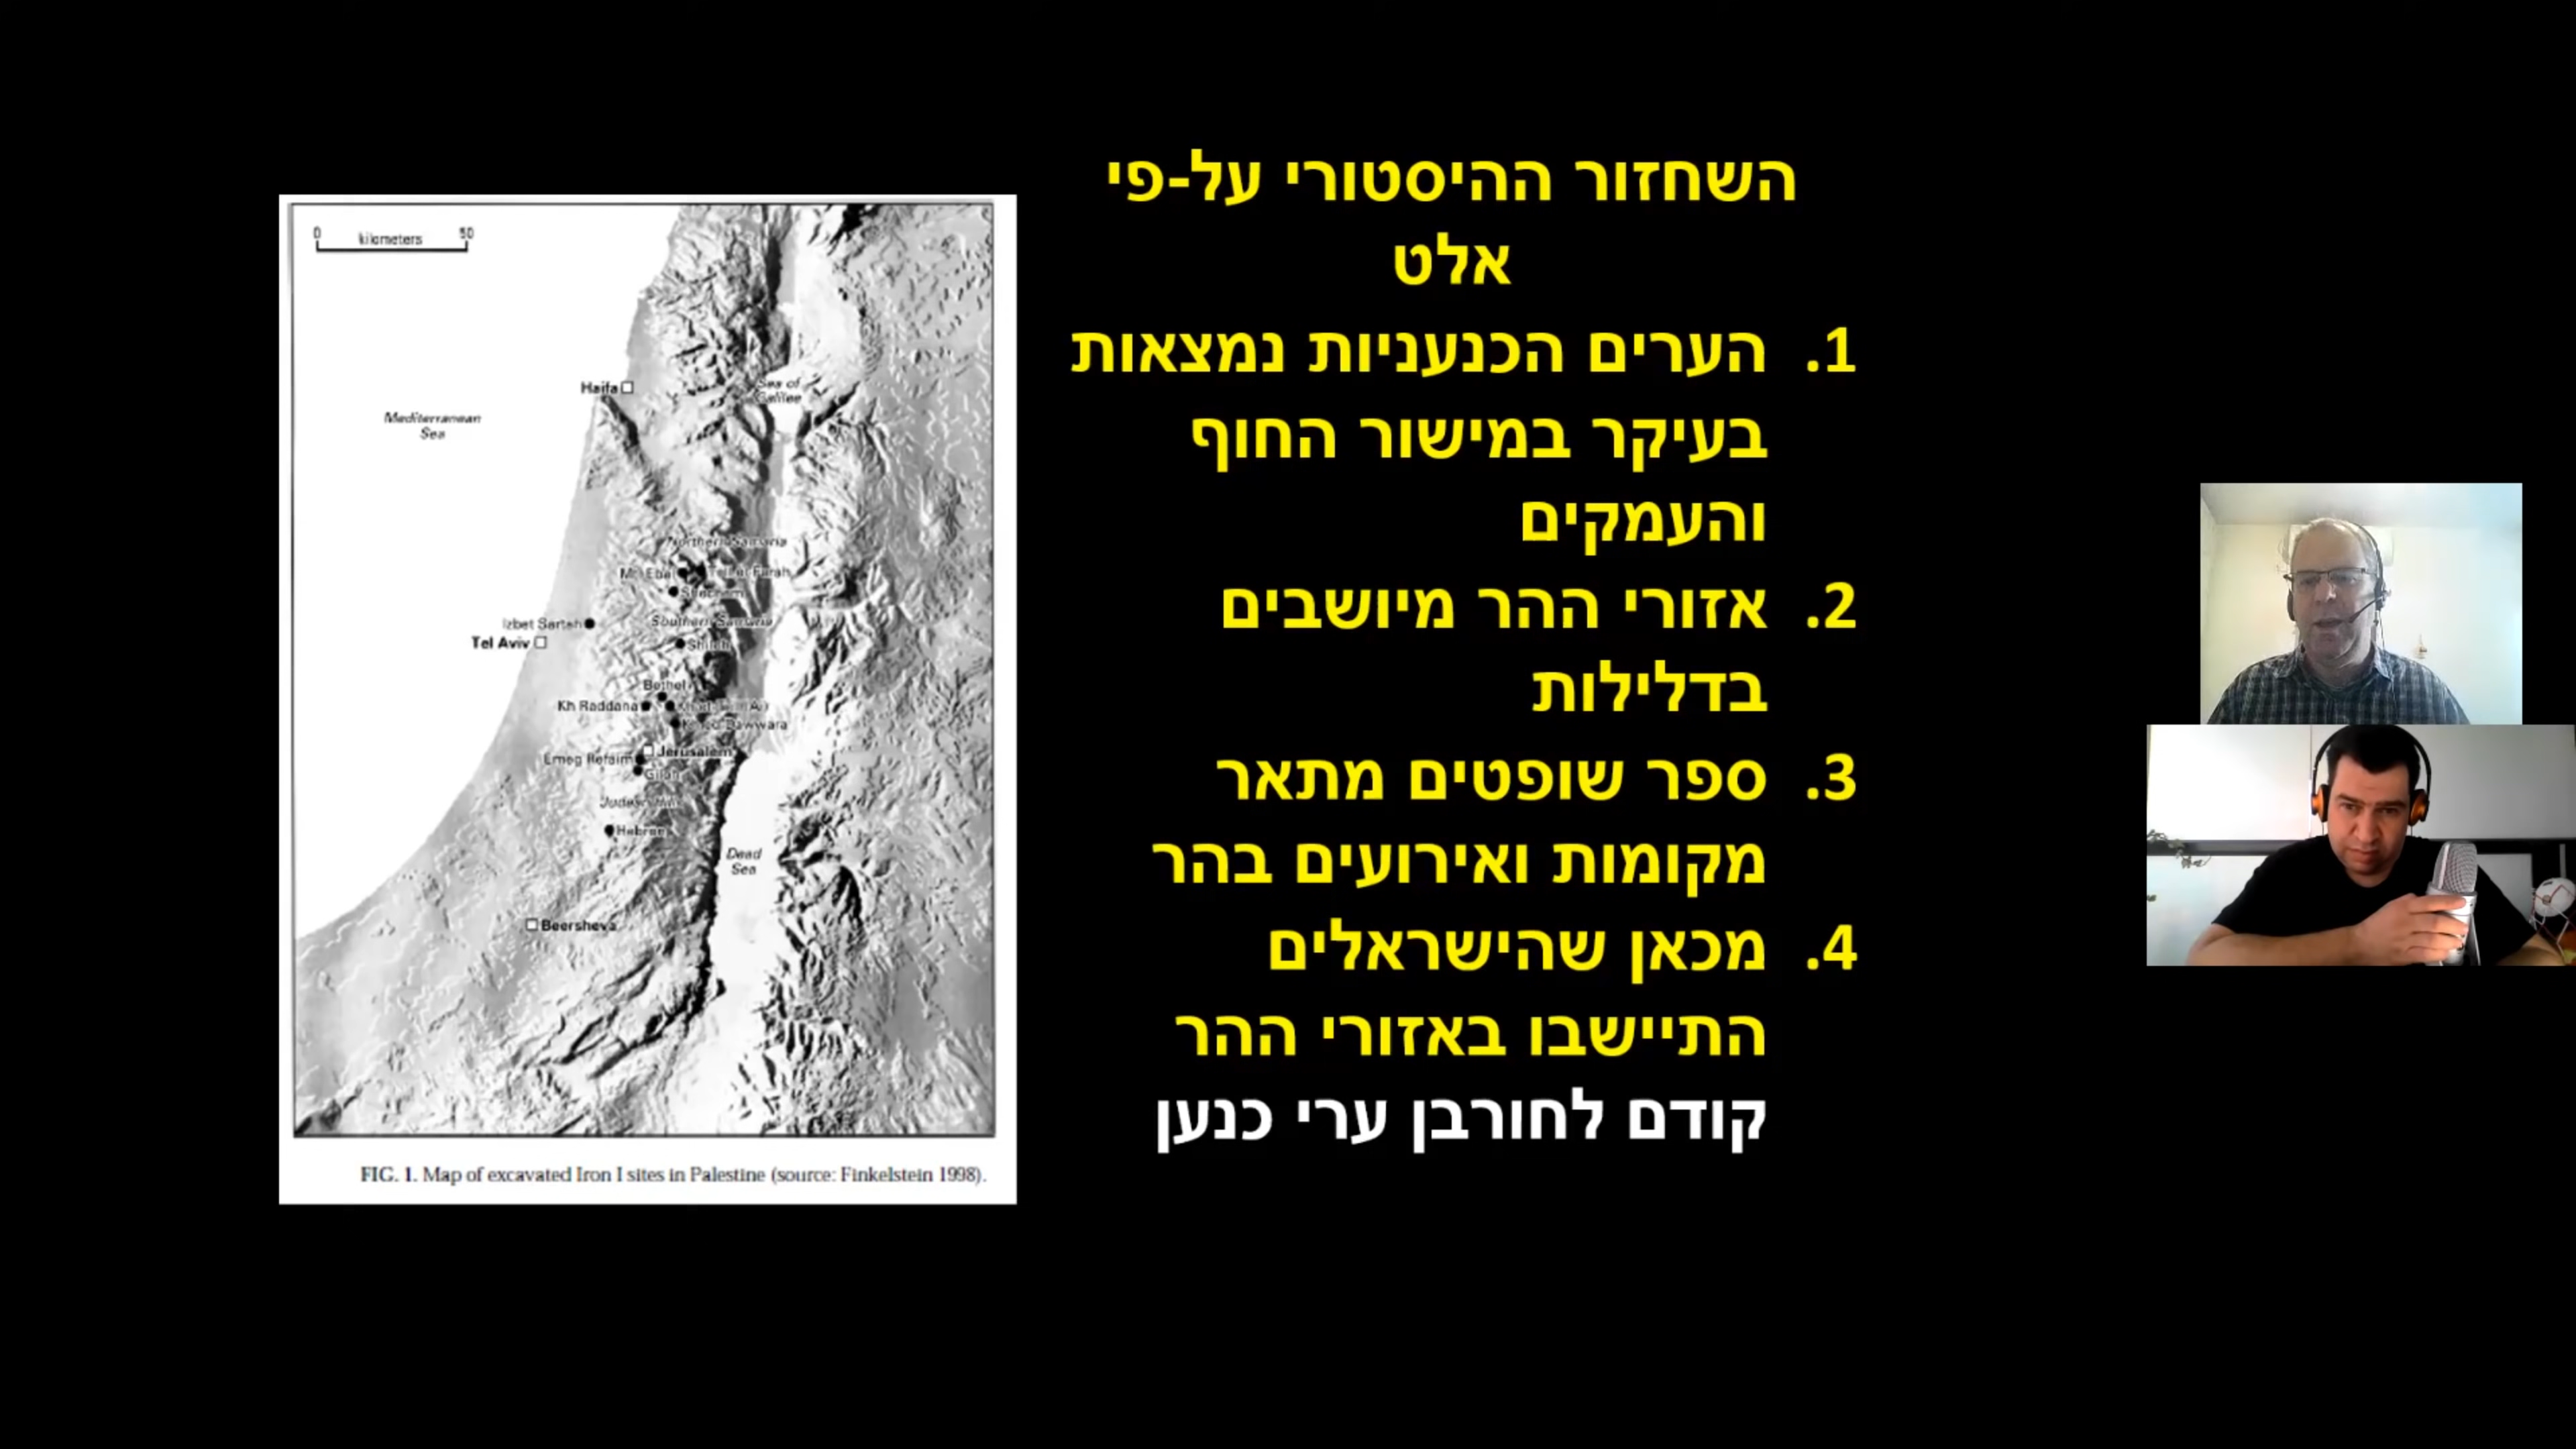 השחזור ההיסטורי על-פי
אלט
1. הערים הכנעניות נמצאות
בעיקר במישור החוף
והעמקים
2. אזורי ההר מיושבים
בדלילות
3. ספר שופטים מתאר
מקומות ואירועים בהר
4. מכאן שהישראלים
התיישבו באזורי ההר
קודם לחורבן ערי כנען
0 kilometers 50
Haifa
Sea of
Galilee
Mediterranean
Sea
Northern Samaria
Mt. Ebal
Shechem
Izbet Sartah
Southern Samaria
Tel Aviv
Shiloh
Bethel
Kh Raddana
Dawwara
Jerusalem
Emeq Refaim
Giloh
Hebron
Dead
Sea
Beersheva
FIG. 1. Map of excavated Iron I sites in Palestine (source: Finkelstein 1998).